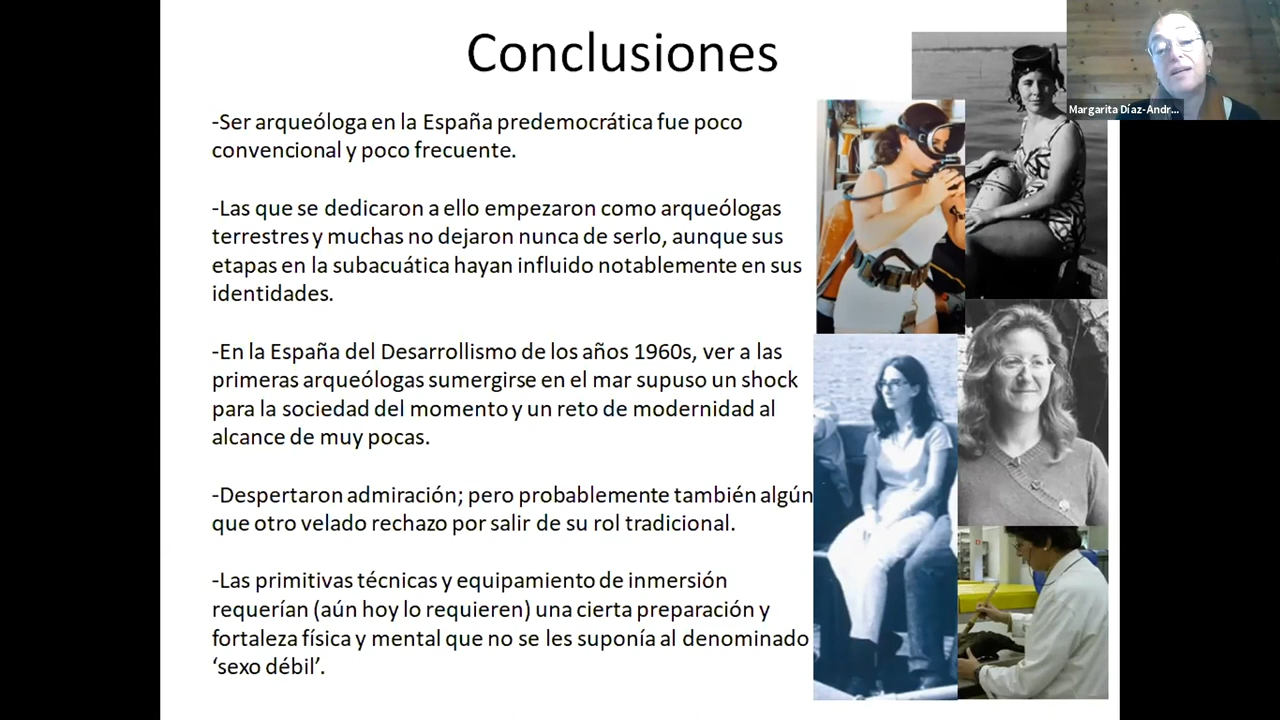 Conclusiones
Margarita Díaz-Andr...
-Ser arqueóloga en la España predemocrática fue poco
convencional y poco frecuente.
-Las que se dedicaron a ello empezaron como arqueólogas
terrestres y muchas no dejaron nunca de serlo, aunque sus
etapas en la subacuática hayan influido notablemente en sus
identidades.
-En la España del Desarrollismo de los años 1960s, ver a las
primeras arqueólogas sumergirse en el mar supuso un shock
para la sociedad del momento y un reto de modernidad al
alcance de muy pocas.
-Despertaron admiración; pero probablemente también algún
que otro velado rechazo por salir de su rol tradicional.
-Las primitivas técnicas y equipamiento de inmersión
requerían (aún hoy lo requieren) una cierta preparación y
fortaleza física y mental que no se les suponía al denominado
‘sexo débil’.